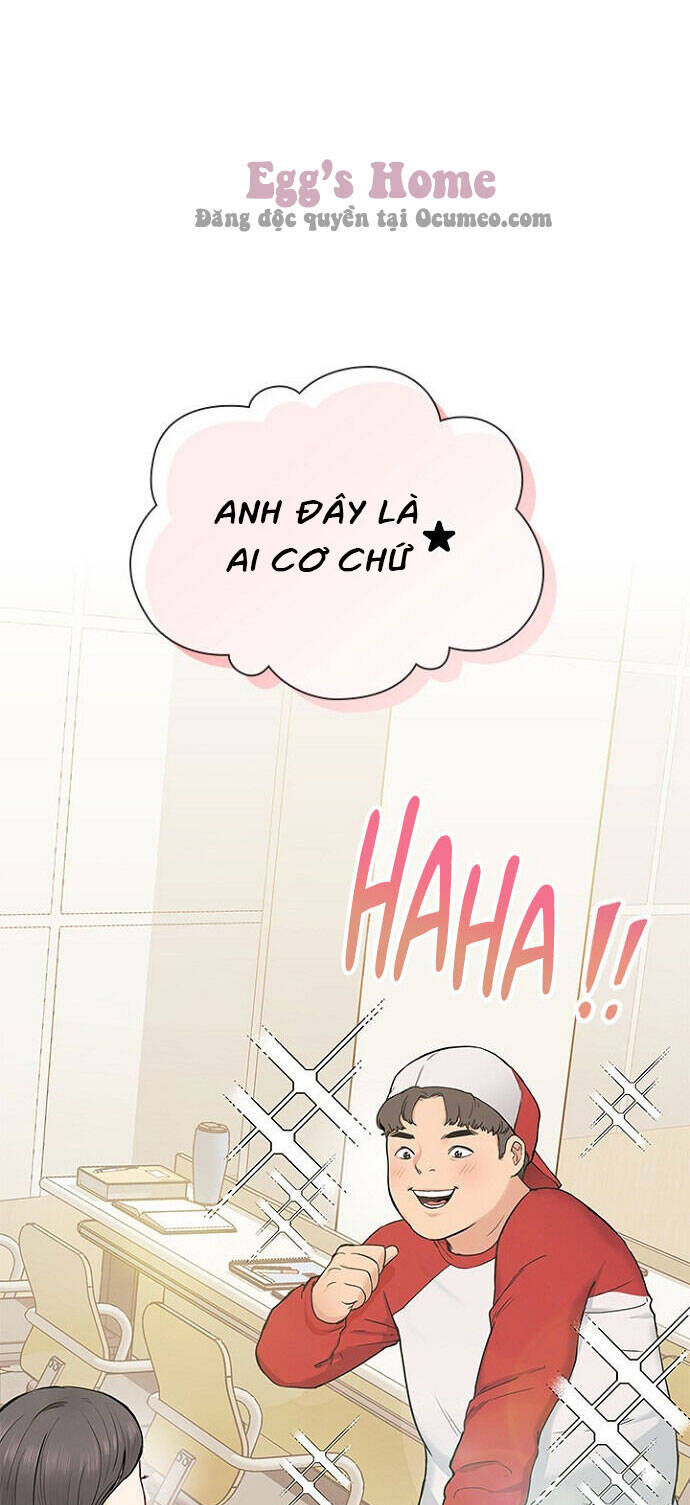 Egg's Home
Đăng độc quyền tại Ocumeo.com
ANH ĐÂY LÀ
AI CƠ CHỨ
HAHA!!